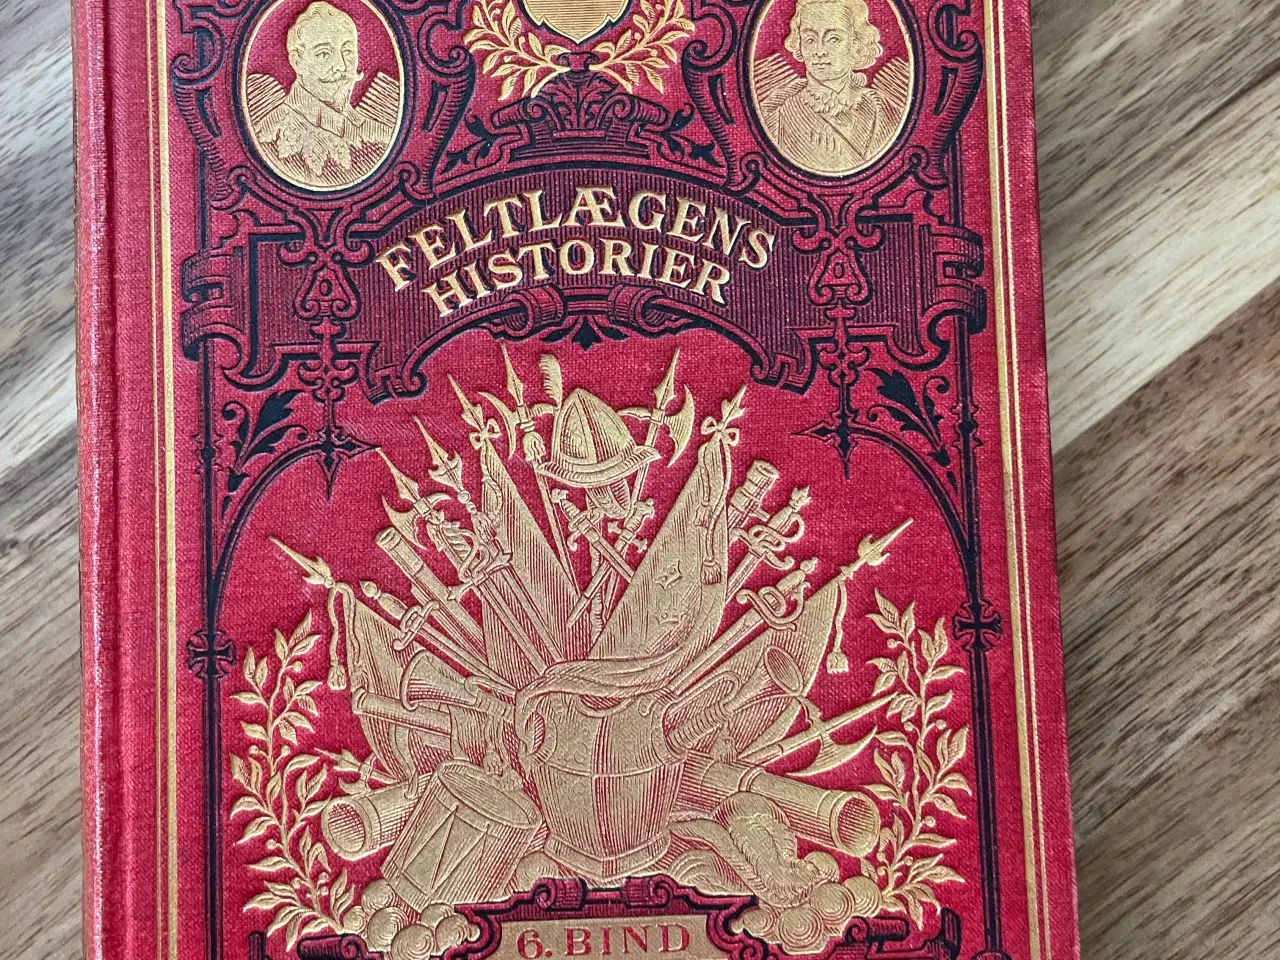 FELTLÆGENS
HISTORIER
6. BIND